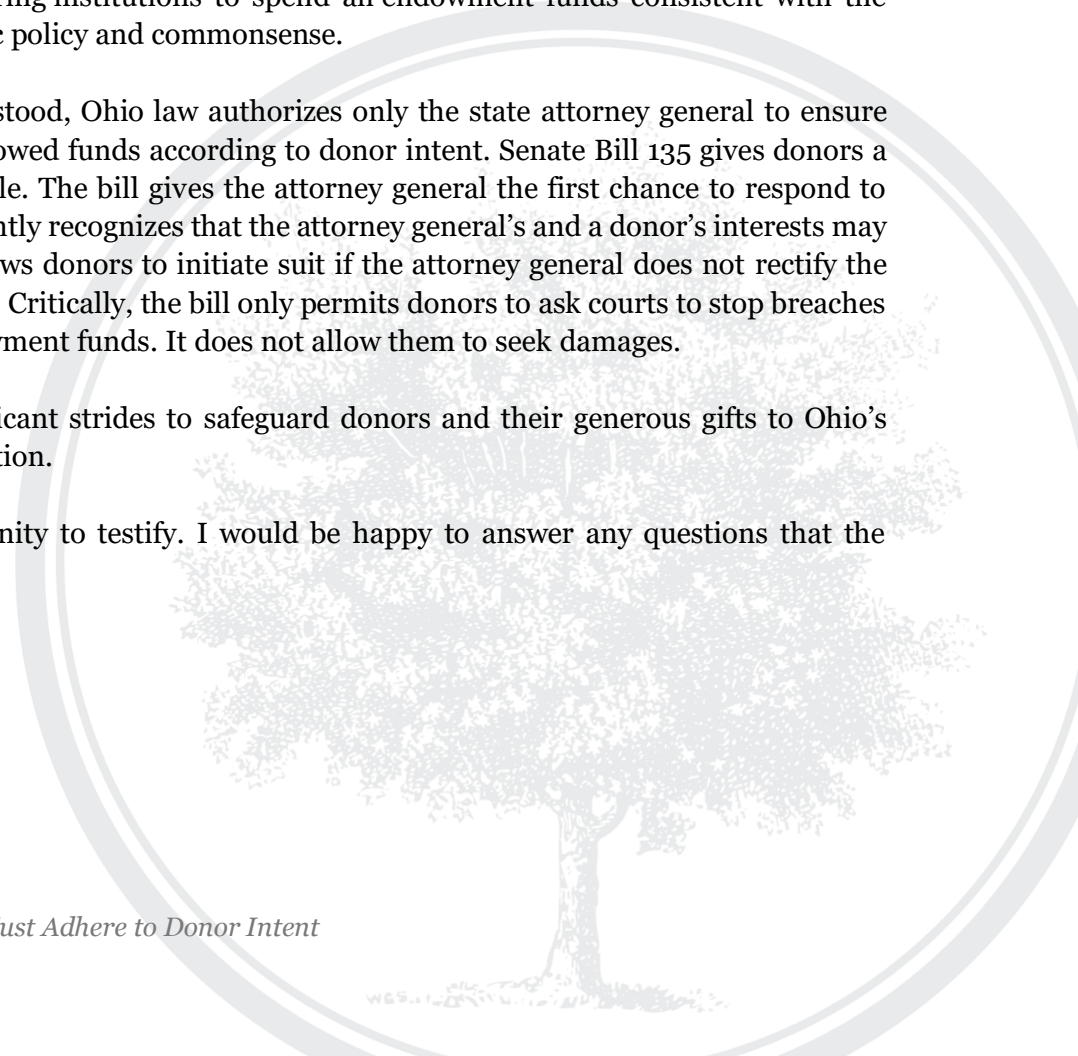 institutions to spend all endowment funds consistent with the
policy and commonsense.
stood, Ohio law authorizes only the state attorney general to ensure
owed funds according to donor intent. Senate Bill 135 gives donors a
le. The bill gives the attorney general the first chance to respond to
ntly recognizes that the attorney general’s and a donor’s interests may
ws donors to initiate suit if the attorney general does not rectify the
Critically, the bill only permits donors to ask courts to stop breaches
ment funds. It does not allow them to seek damages.
icant strides to safeguard donors and their generous gifts to Ohio’s
tion.
nity to testify. I would be happy to answer any questions that the
ust Adhere to Donor Intent